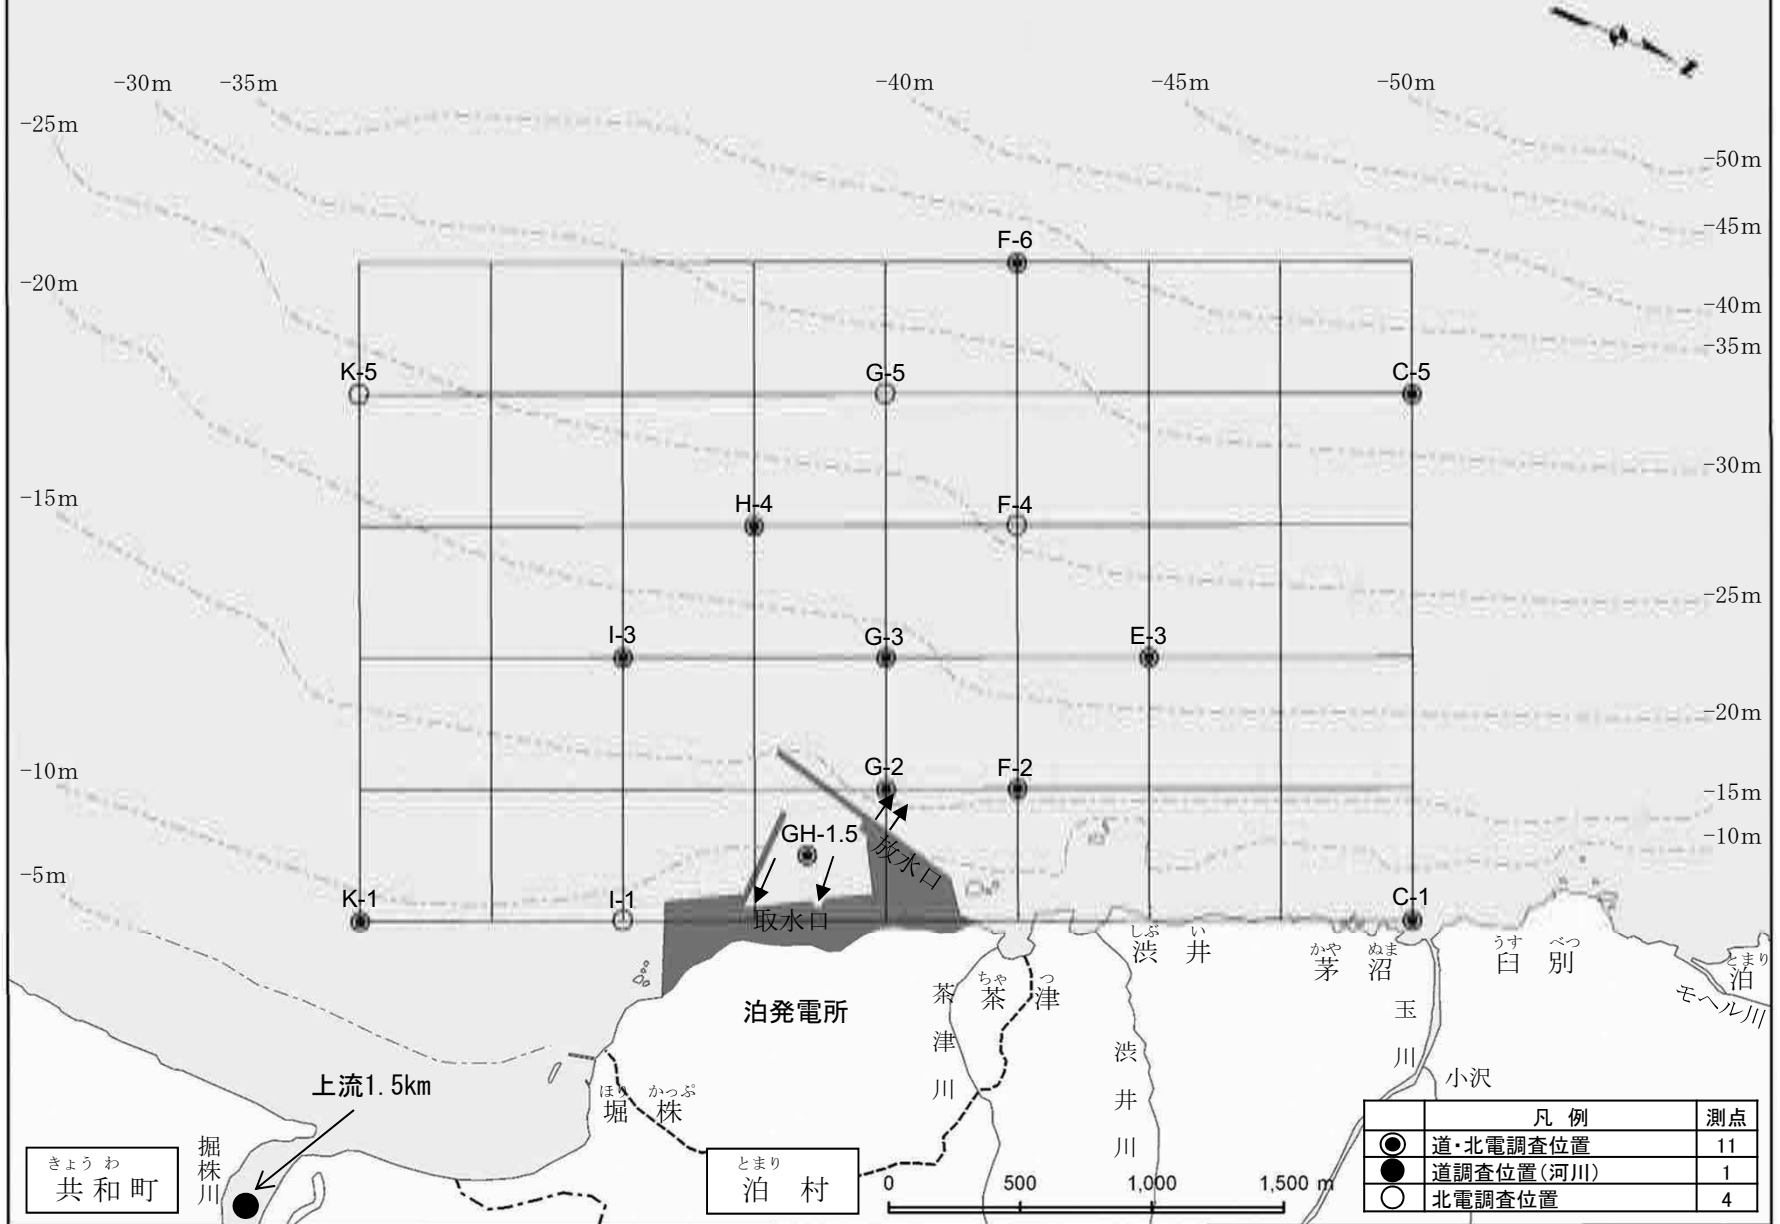 N
-30m
-35m
-40m
-45m
-50m
-25m
-20m
-15m
-10m
-5m
-50m
-45m
-40m
-35m
-30m
-25m
-20m
-15m
-10m
F-6
K-5
G-5
C-5
H-4
F-4
I-3
G-3
E-3
G-2
F-2
GH-1.5
放水口
K-1
I-1
取水口
C-1
しぶ い
渋 井
かや ぬま
茅 沼
うす べつ
臼 別
とまり
泊
モヘル川
泊発電所
茶津川
ちゃ つ
茶 津
渋井川
玉川
小沢
上流1.5km
ほり かっぷ
堀 株
掘株川
きょう わ
共和町
とまり
泊 村
0 500 1,000 1,500 m
凡 例 測点
道・北電調査位置 11
道調査位置(河川) 1
北電調査位置 4